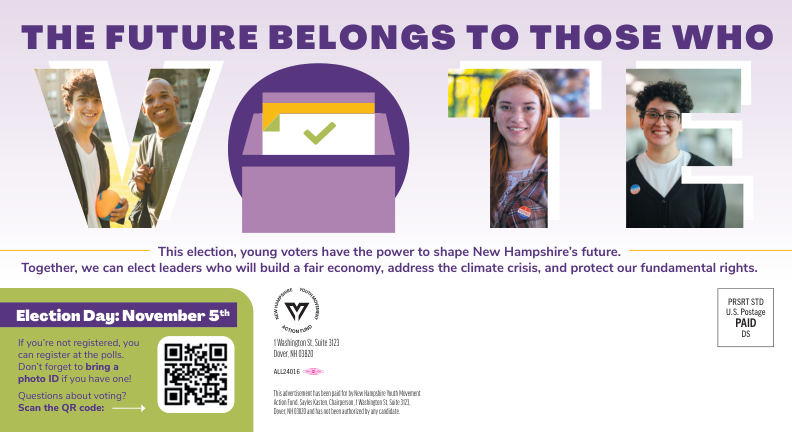 THE FUTURE BELONGS TO THOSE WHO
VOTE
This election, young voters have the power to shape New Hampshire’s future.
Together, we can elect leaders who will build a fair economy, address the climate crisis, and protect our fundamental rights.
Election Day: November 5th
If you’re not registered, you
can register at the polls.
Don’t forget to bring a
photo ID if you have one!
Questions about voting?
Scan the QR code:
NEW HAMPSHIRE YOUTH MOVEMENT
ACTION FUND
1 Washington St. Suite 3123
Dover, NH 03820
ALL24016
This advertisement has been paid for by New Hampshire Youth Movement
Action Fund. Sayles Kasten, Chairperson. 1 Washington St. Suite 3123,
Dover, NH 03820 and has not been authorized by any candidate.
PRSRT STD
U.S. Postage
PAID
DS